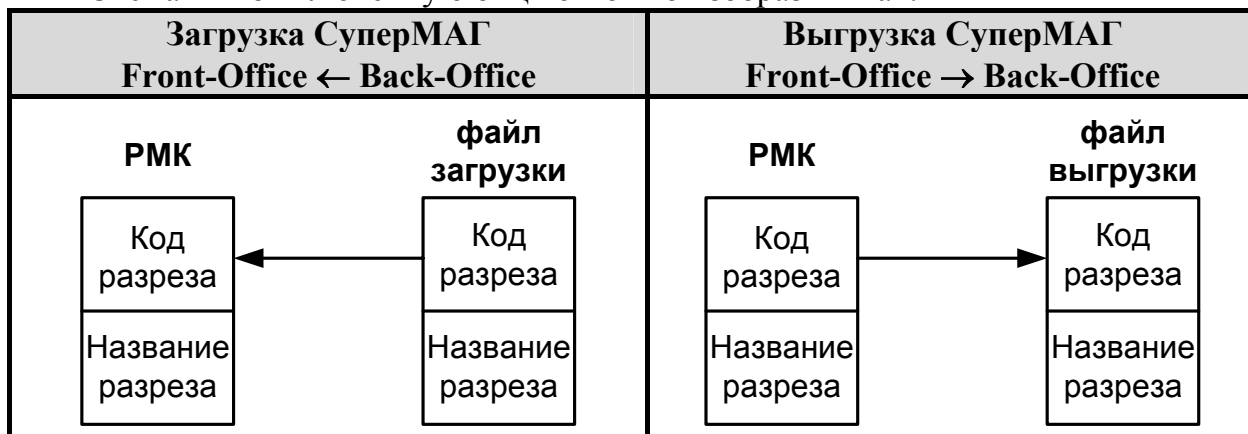 Загрузка СуперМАГ
Front-Office ← Back-Office
Выгрузка СуперМАГ
Front-Office → Back-Office
РМК
файл
загрузки
Код
разреза
Код
разреза
Название
разреза
Название
разреза
РМК
файл
выгрузки
Код
разреза
Код
разреза
Название
разреза
Название
разреза